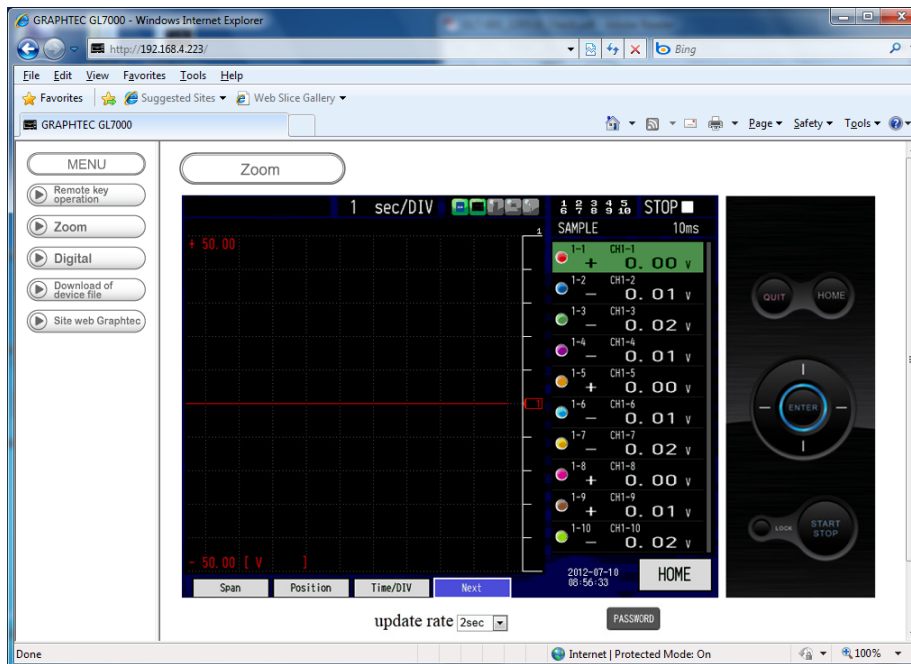 GRAPHTEC GL7000 - Windows Internet Explorer
http://192.168.4.223/
Bing
File Edit View Favorites Tools Help
Favorites Suggested Sites Web Slice Gallery
GRAPHTEC GL7000
Page Safety Tools
MENU
Remote key
operation
Zoom
Digital
Download of
device file
Site web Graphtec
Zoom
1 sec/DIV
1 2 3 4 5
6 7 8 9 10
STOP
SAMPLE 10ms
1
+ 50.00
1-1 CH1-1
+ 0.00 V
1-2 CH1-2
- 0.01 V
1-3 CH1-3
- 0.02 V
1-4 CH1-4
- 0.01 V
1-5 CH1-5
+ 0.00 V
1-6 CH1-6
- 0.01 V
1-7 CH1-7
- 0.02 V
1-8 CH1-8
+ 0.00 V
1-9 CH1-9
+ 0.01 V
1-10 CH1-10
- 0.02 V
1
- 50.00 [ V ]
Span Position Time/DIV Next
2012-07-10
08:56:33
HOME
QUIT HOME
ENTER
LOCK
START
STOP
update rate 2sec
PASSWORD
Done
Internet | Protected Mode: On
100%